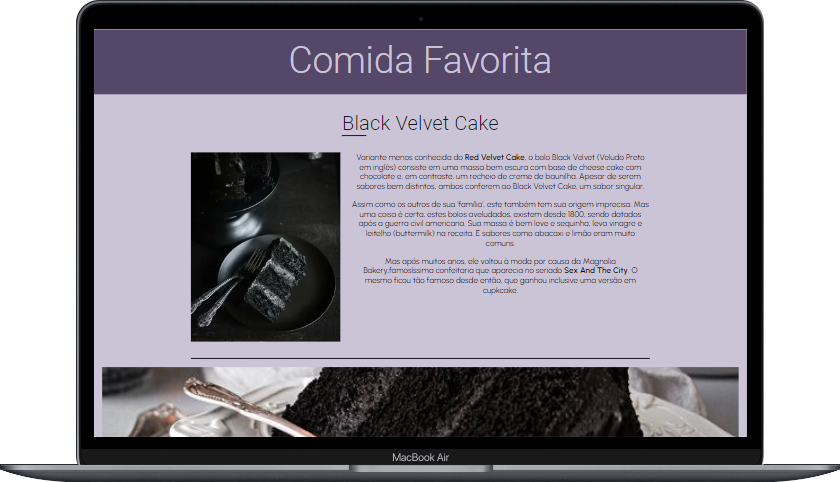 Comida Favorita
Black Velvet Cake
Variante menos conhecida do Red Velvet Cake, o bolo Black Velvet (Veludo Preto
em inglês) consiste em uma massa bem escura com base de cheese cake com
chocolate e, em contraste, um recheio de creme de baunilha. Apesar de serem
sabores bem distintos, ambos conferem ao Black Velvet Cake, um sabor singular.
Assim como os outros de sua 'família', este também tem sua origem imprecisa. Mas
uma coisa é certa, estes bolos aveludados, existem desde 1800, sendo datados
após a guerra civil americana. Sua massa é bem leve e sequinha, leva vinagre e
leitelho (buttermilk) na receita. E sabores como abacaxi e limão eram muito
comuns.
Mas após muitos anos, ele voltou à moda por causa da Magnolia
Bakery,famosíssima confeitaria que aparecia no seriado Sex And The City. O
mesmo ficou tão famoso desde então, que ganhou inclusive uma versão em
cupkcake.
MacBook Air